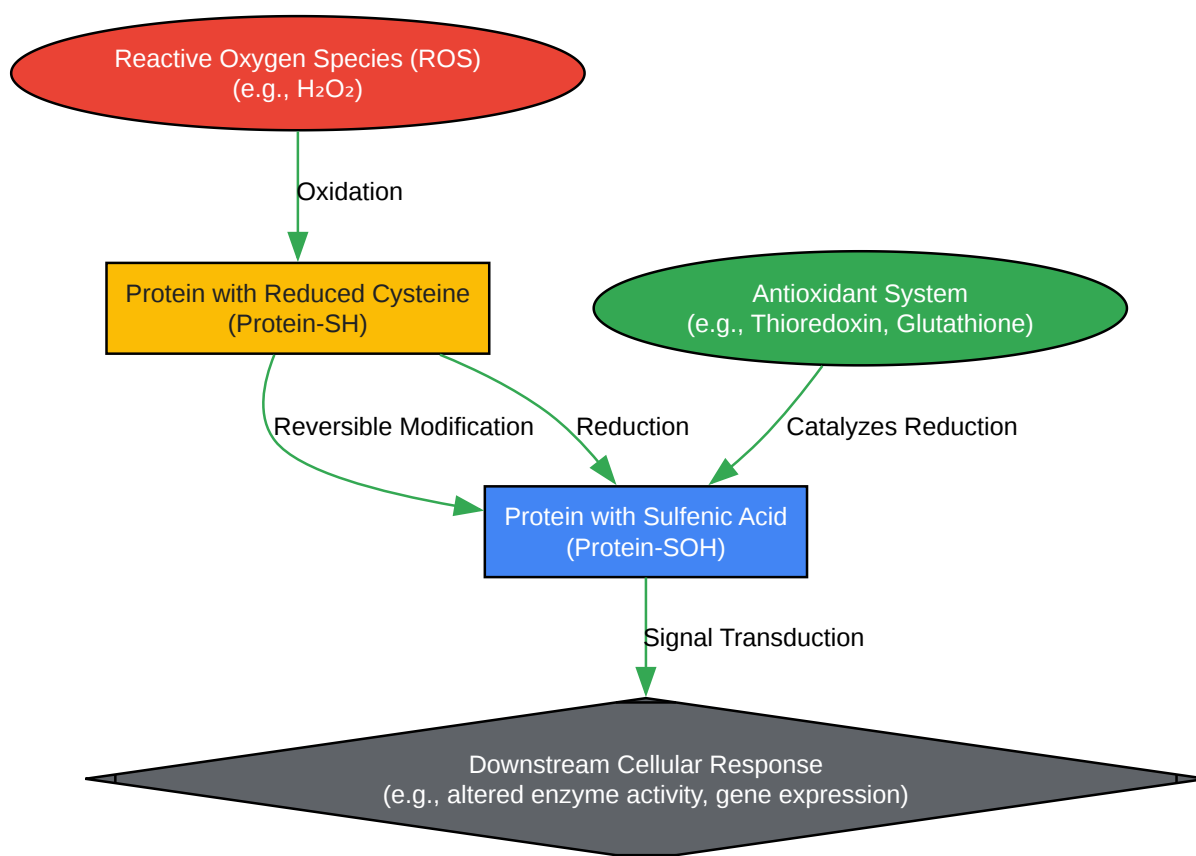 Reactive Oxygen Species (ROS)
(e.g., H₂O₂)
Oxidation
Protein with Reduced Cysteine
(Protein-SH)
Antioxidant System
(e.g., Thioredoxin, Glutathione)
Reversible Modification
Reduction
Catalyzes Reduction
Protein with Sulfenic Acid
(Protein-SOH)
Signal Transduction
Downstream Cellular Response
(e.g., altered enzyme activity, gene expression)